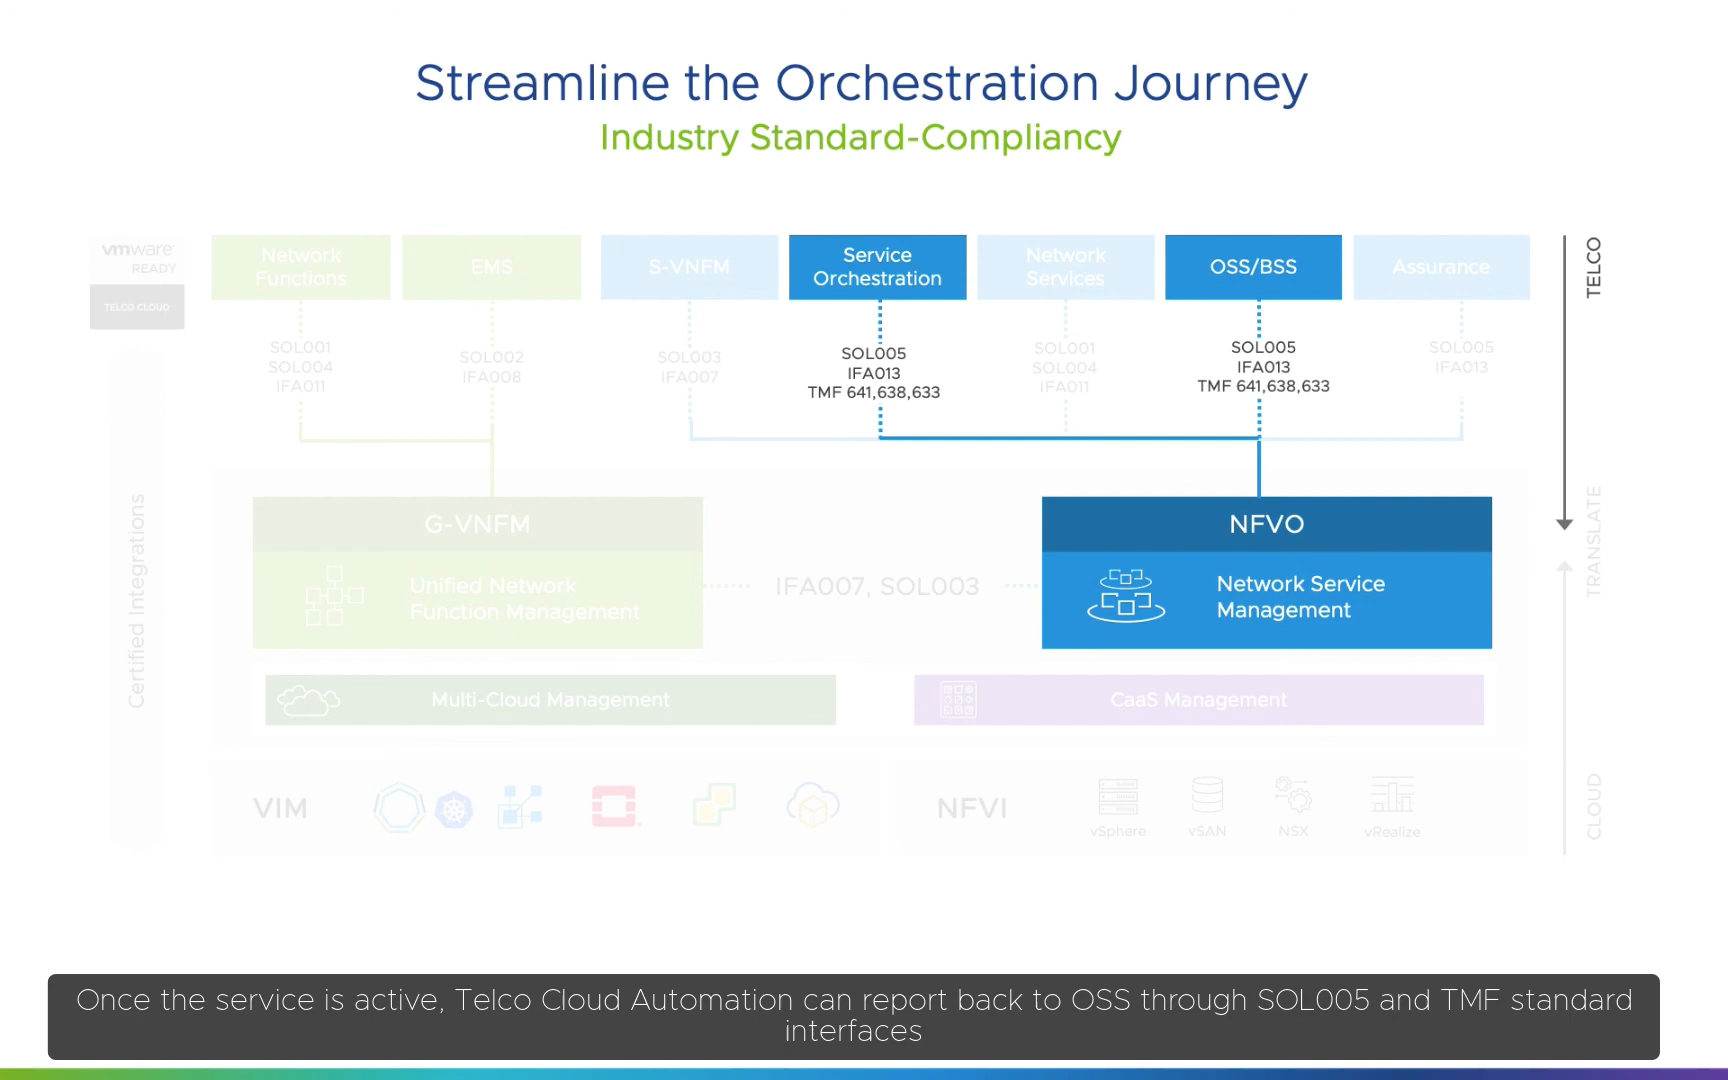 Streamline the Orchestration Journey
Industry Standard-Compliancy
vmware
READY
TELCO CLOUD
Network
Functions
EMS
S-VNFM
Service
Orchestration
Network
Services
OSS/BSS
Assurance
TELCO
SOL001
SOL004
IFA011
SOL002
IFA008
SOL003
IFA007
SOL005
IFA013
TMF 641,638,633
SOL001
SOL004
IFA011
SOL005
IFA013
TMF 641,638,633
SOL005
IFA013
Certified Integrations
G-VNFM
Unified Network
Function Management
IFA007, SOL003
NFVO
Network Service
Management
TRANSLATE
Multi-Cloud Management
CaaS Management
VIM
NFVI
vSphere
vSAN
NSX
vRealize
CLOUD
Once the service is active, Telco Cloud Automation can report back to OSS through SOL005 and TMF standard
interfaces